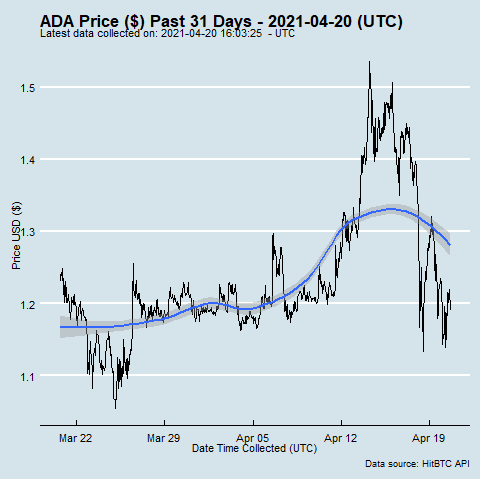 ADA Price ($) Past 31 Days - 2021-04-20 (UTC)
Latest data collected on: 2021-04-20 16:03:25 - UTC
1.5
1.4
1.3
1.2
1.1
Price USD ($)
Mar 22 Mar 29 Apr 05 Apr 12 Apr 19
Date Time Collected (UTC)
Data source: HitBTC API